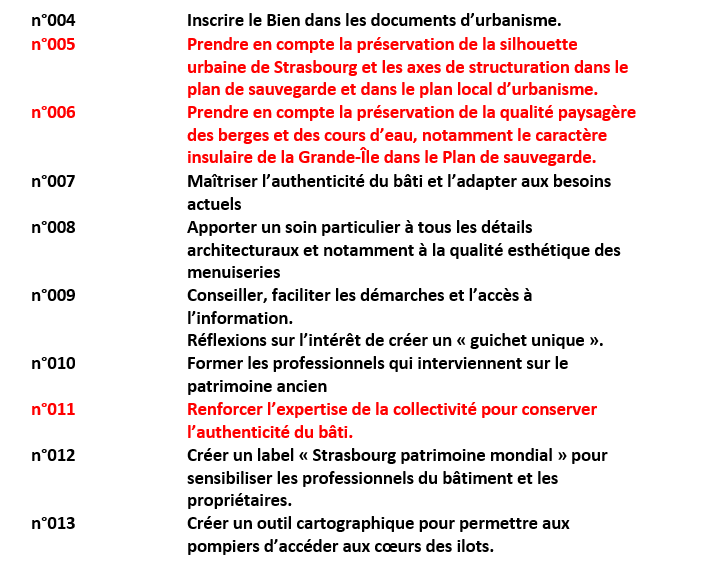 n°004 Inscrire le Bien dans les documents d’urbanisme.
n°005 Prendre en compte la préservation de la silhouette
urbaine de Strasbourg et les axes de structuration dans le
plan de sauvegarde et dans le plan local d’urbanisme.
n°006 Prendre en compte la préservation de la qualité paysagère
des berges et des cours d’eau, notamment le caractère
insulaire de la Grande-Île dans le Plan de sauvegarde.
n°007 Maîtriser l’authenticité du bâti et l’adapter aux besoins
actuels
n°008 Apporter un soin particulier à tous les détails
architecturaux et notamment à la qualité esthétique des
menuiseries
n°009 Conseiller, faciliter les démarches et l’accès à
l’information.
Réflexions sur l’intérêt de créer un « guichet unique ».
n°010 Former les professionnels qui interviennent sur le
patrimoine ancien
n°011 Renforcer l’expertise de la collectivité pour conserver
l’authenticité du bâti.
n°012 Créer un label « Strasbourg patrimoine mondial » pour
sensibiliser les professionnels du bâtiment et les
propriétaires.
n°013 Créer un outil cartographique pour permettre aux
pompiers d’accéder aux cœurs des ilots.